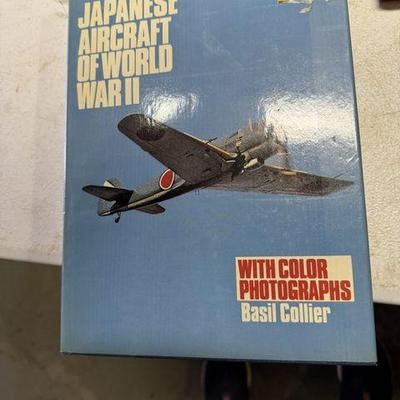 JAPANESE
AIRCRAFT
OF WORLD
WAR II
WITH COLOR
PHOTOGRAPHS
Basil Collier